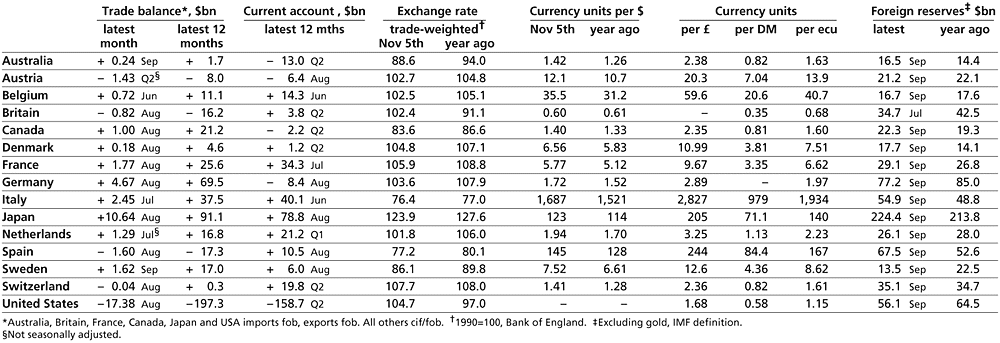 Trade balance*, $bn Current account , $bn Exchange rate Currency units per $ Currency units Foreign reserves‡ $bn
latest latest 12 latest 12 mths trade-weighted† Nov 5th year ago per £ per DM per ecu latest year ago
month months Nov 5th year ago
Australia + 0.24 Sep + 1.7 – 13.0 Q2 88.6 94.0 1.42 1.26 2.38 0.82 1.63 16.5 Sep 14.4
Austria – 1.43 Q2§ – 8.0 – 6.4 Aug 102.7 104.8 12.1 10.7 20.3 7.04 13.9 21.2 Sep 22.1
Belgium + 0.72 Jun + 11.1 + 14.3 Jun 102.5 105.1 35.5 31.2 59.6 20.6 40.7 16.7 Sep 17.6
Britain – 0.82 Aug – 16.2 + 3.8 Q2 102.4 91.1 0.60 0.61 – 0.35 0.68 34.7 Jul 42.5
Canada + 1.00 Aug + 21.2 – 2.2 Q2 83.6 86.6 1.40 1.33 2.35 0.81 1.60 22.3 Sep 19.3
Denmark + 0.18 Aug + 4.6 + 1.2 Q2 104.8 107.1 6.56 5.83 10.99 3.81 7.51 17.7 Sep 14.1
France + 1.77 Aug + 25.6 + 34.3 Jul 105.9 108.8 5.77 5.12 9.67 3.35 6.62 29.1 Sep 26.8
Germany + 4.67 Aug + 69.5 – 8.4 Aug 103.6 107.9 1.72 1.52 2.89 – 1.97 77.2 Sep 85.0
Italy + 2.45 Jul + 37.5 + 40.1 Jun 76.4 77.0 1,687 1,521 2,827 979 1,934 54.9 Sep 48.8
Japan +10.64 Aug + 91.1 + 78.8 Aug 123.9 127.6 123 114 205 71.1 140 224.4 Sep 213.8
Netherlands + 1.29 Jul§ + 16.8 + 21.2 Q1 101.8 106.0 1.94 1.70 3.25 1.13 2.23 26.1 Sep 28.0
Spain – 1.60 Aug – 17.3 + 10.5 Aug 77.2 80.1 145 128 244 84.4 167 67.5 Sep 52.6
Sweden + 1.62 Sep + 17.0 + 6.0 Aug 86.1 89.8 7.52 6.61 12.6 4.36 8.62 13.5 Sep 22.5
Switzerland – 0.04 Aug + 0.3 + 19.8 Q2 107.7 108.0 1.41 1.28 2.36 0.82 1.61 35.1 Sep 34.7
United States –17.38 Aug –197.3 –158.7 Q2 104.7 97.0 – – 1.68 0.58 1.15 56.1 Sep 64.5
*Australia, Britain, France, Canada, Japan and USA imports fob, exports fob. All others cif/fob. †1990=100, Bank of England. ‡Excluding gold, IMF definition.
§Not seasonally adjusted.